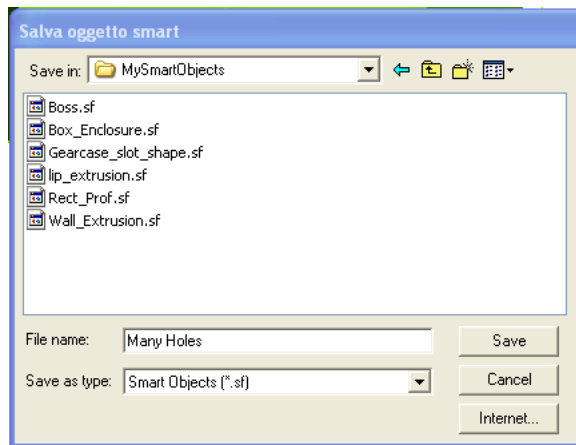 Salva oggetto smart
Save in: MySmartObjects
Boss.sf
Box_Enclosure.sf
Gearcase_slot_shape.sf
lip_extrusion.sf
Rect_Prof.sf
Wall_Extrusion.sf
File name: Many Holes Save
Save as type: Smart Objects (*.sf) Cancel
Internet...